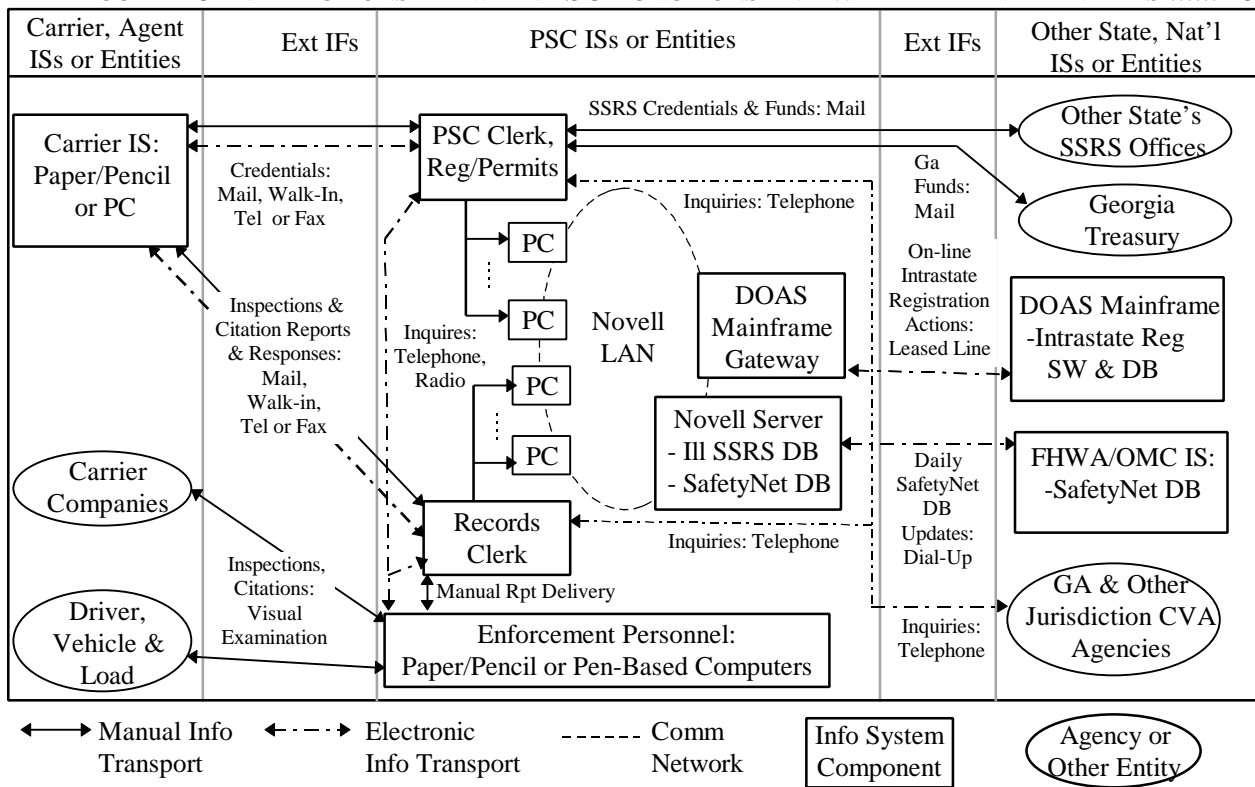 Carrier, Agent
ISs or Entities
Ext IFs
PSC ISs or Entities
Ext IFs
Other State, Nat'l
ISs or Entities
Carrier IS:
Paper/Pencil
or PC
Credentials:
Mail, Walk-In,
Tel or Fax
PSC Clerk,
Reg/Permits
SSRS Credentials & Funds: Mail
Other State's
SSRS Offices
Ga
Funds:
Mail
Georgia
Treasury
Inquiries: Telephone
PC
PC
PC
PC
Novell
LAN
Inspections &
Citation Reports
& Responses:
Mail,
Walk-in,
Tel or Fax
Inquires:
Telephone,
Radio
DOAS
Mainframe
Gateway
On-line
Intrastate
Registration
Actions:
Leased Line
DOAS Mainframe
-Intrastate Reg
SW & DB
Novell Server
- Ill SSRS DB
- SafetyNet DB
Daily
SafetyNet
DB
Updates:
Dial-Up
FHWA/OMC IS:
-SafetyNet DB
Carrier
Companies
Records
Clerk
Inquiries: Telephone
Inspections,
Citations:
Visual
Examination
Manual Rpt Delivery
Driver,
Vehicle &
Load
Enforcement Personnel:
Paper/Pencil or Pen-Based Computers
Inquiries:
Telephone
GA & Other
Jurisdiction CVA
Agencies
Manual Info
Transport
Electronic
Info Transport
Comm
Network
Info System
Component
Agency or
Other Entity